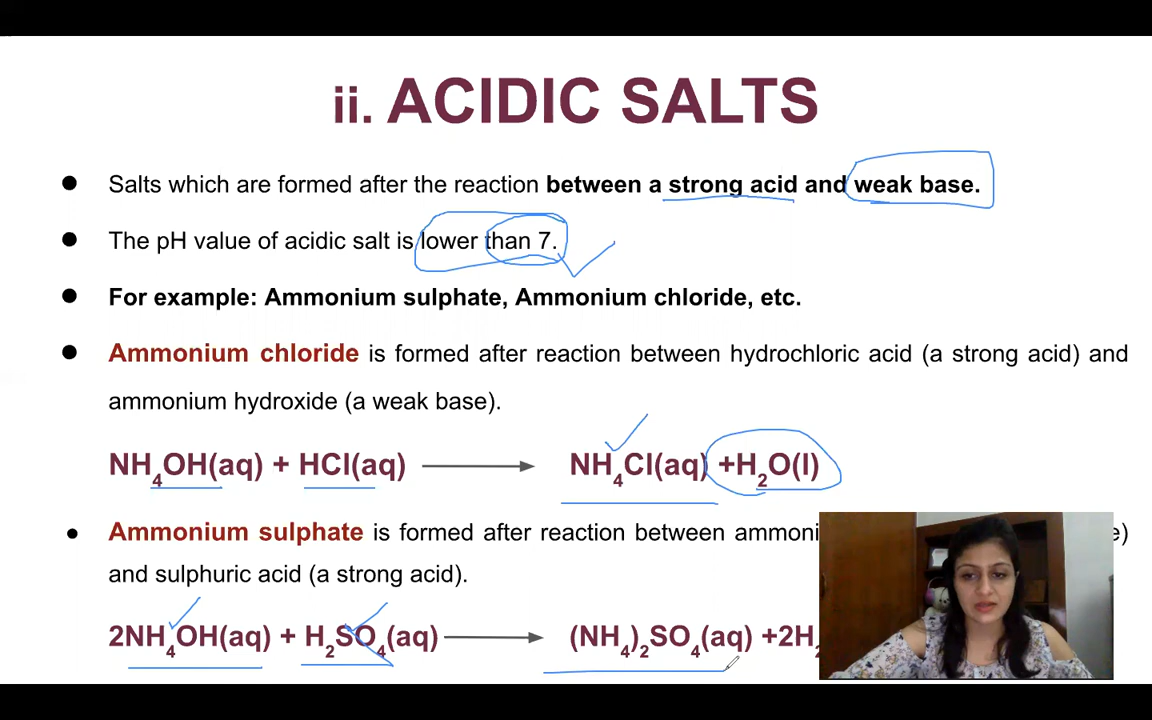 ii. ACIDIC SALTS
● Salts which are formed after the reaction between a strong acid and weak base.
● The pH value of acidic salt is lower than 7.
● For example: Ammonium sulphate, Ammonium chloride, etc.
● Ammonium chloride is formed after reaction between hydrochloric acid (a strong acid) and
ammonium hydroxide (a weak base).
NH₄OH(aq) + HCl(aq) ⟶ NH₄Cl(aq) +H₂O(l)
● Ammonium sulphate is formed after reaction between e)
and sulphuric acid (a strong acid).
2NH₄OH(aq) + H₂SO₄(aq) ⟶ (NH₄)₂SO₄(aq) +2H₂